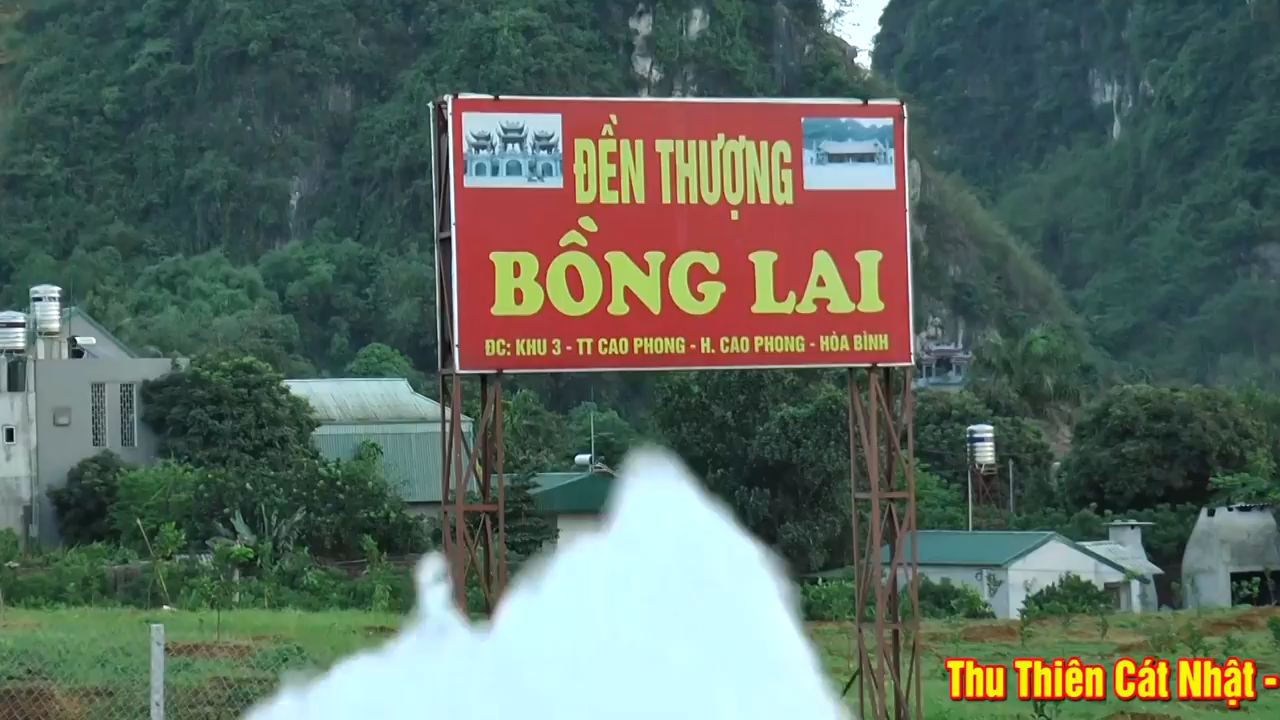 ĐỀN THƯỢNG
BỒNG LAI
ĐC: KHU 3 - TT CAO PHONG - H. CAO PHONG - HÒA BÌNH
Thu Thiên Cát Nhật -